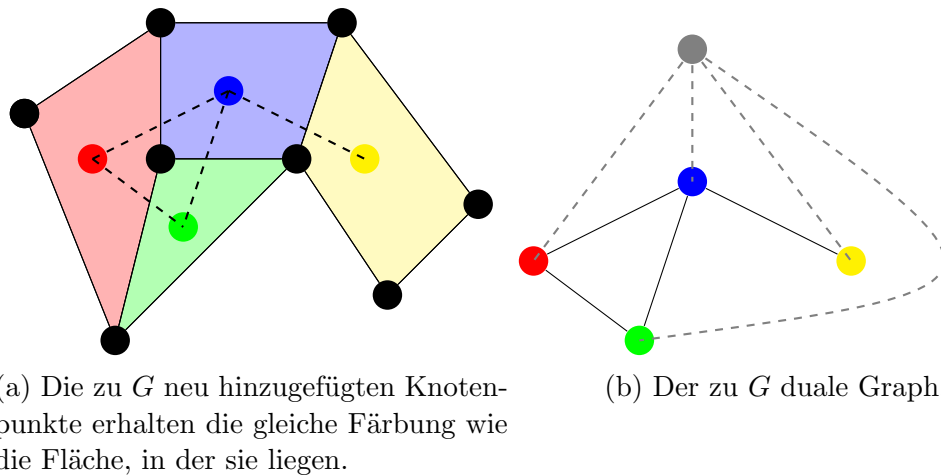 (a) Die zu G neu hinzugefügten Knoten-
punkte erhalten die gleiche Färbung wie
die Fläche, in der sie liegen.
(b) Der zu G duale Graph